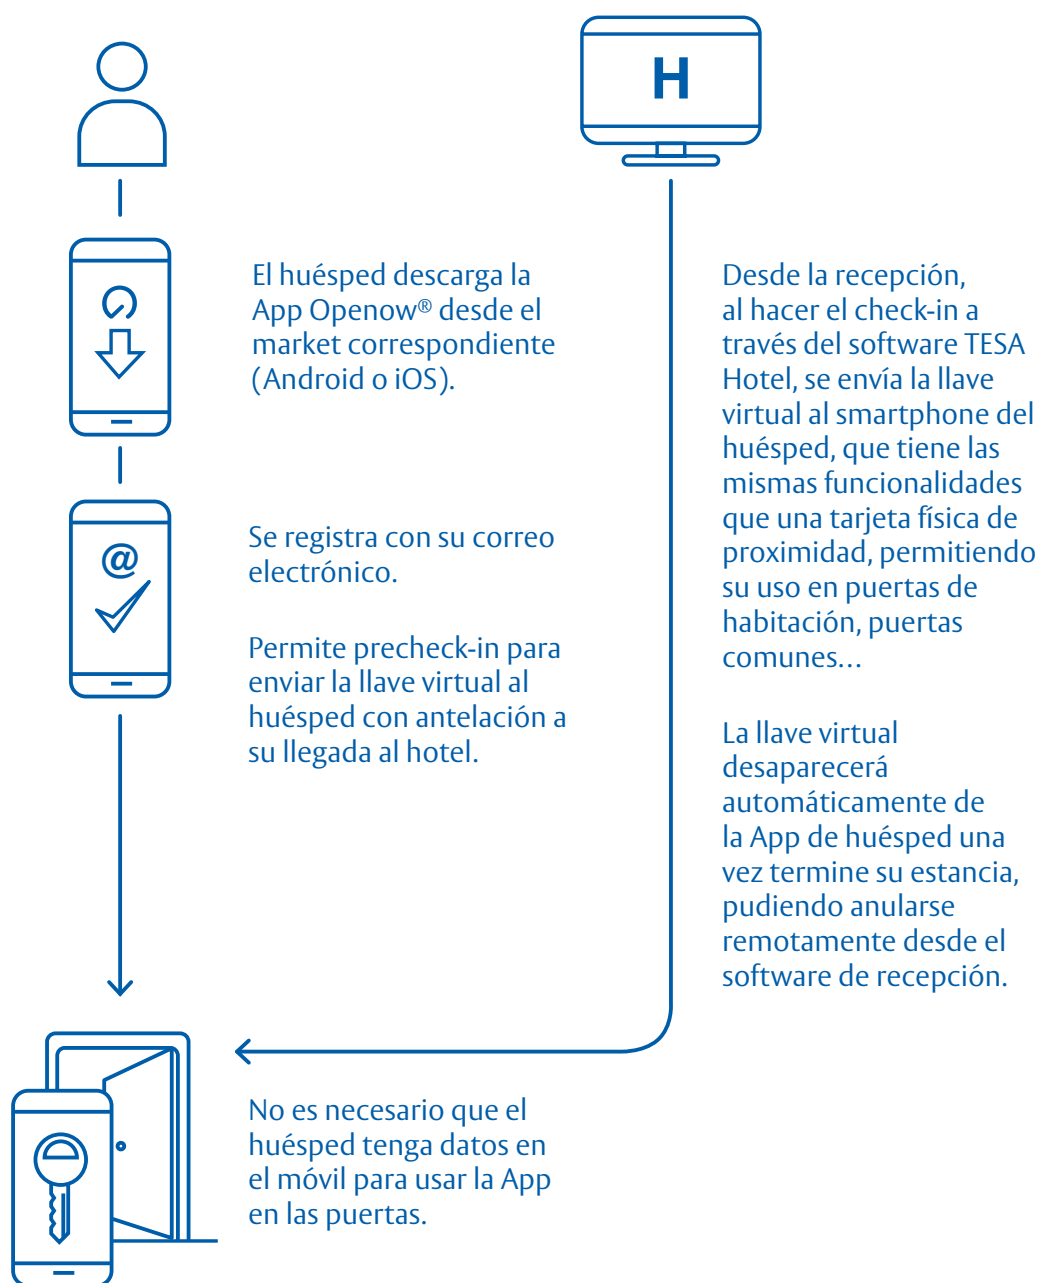 H
El huésped descarga la
App Openow® desde el
market correspondiente
(Android o iOS).
@
Se registra con su correo
electrónico.
Permite precheck-in para
enviar la llave virtual al
huésped con antelación a
su llegada al hotel.
Desde la recepción,
al hacer el check-in a
través del software TESA
Hotel, se envía la llave
virtual al smartphone del
huésped, que tiene las
mismas funcionalidades
que una tarjeta física de
proximidad, permitiendo
su uso en puertas de
habitación, puertas
comunes...
La llave virtual
desaparecerá
automáticamente de
la App de huésped una
vez termine su estancia,
pudiendo anularse
remotamente desde el
software de recepción.
No es necesario que el
huésped tenga datos en
el móvil para usar la App
en las puertas.